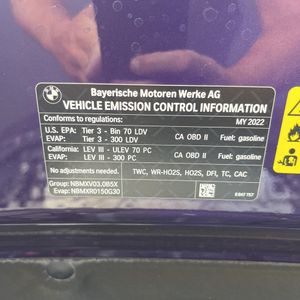 BMW
Bayerische Motoren Werke AG
VEHICLE EMISSION CONTROL INFORMATION
Conforms to regulations: MY 2022
U.S. EPA: Tier 3 - Bin 70 LDV CA OBD II Fuel: gasoline
EVAP: Tier 3 - 300 LDV
California: LEV III - ULEV 70 PC CA OBD II Fuel: gasoline
EVAP: LEV III - 300 PC
No adjustments needed. TWC, WR-HO2S, HO2S, DFI, TC, CAC
Group: NBMXV03.0B5X
Evap: NBMXR0150G30